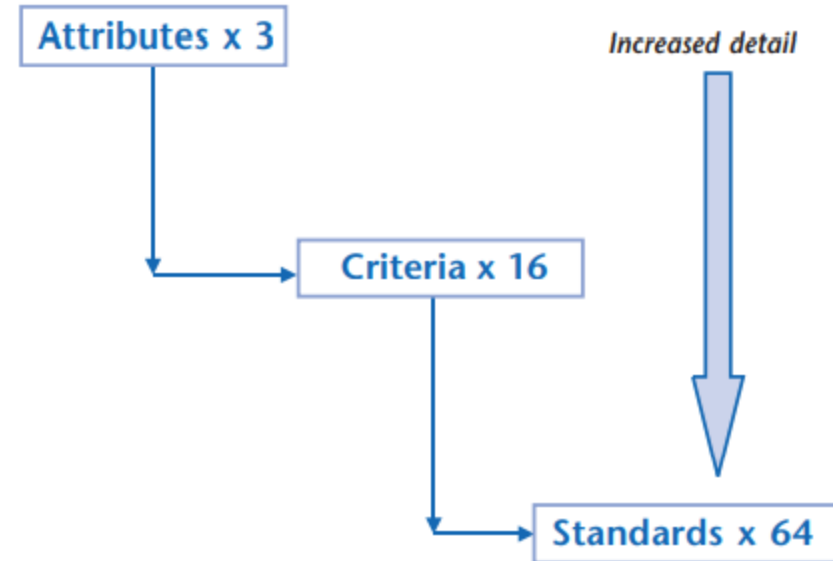 Attributes x 3
Increased detail
Criteria x 16
Standards x 64